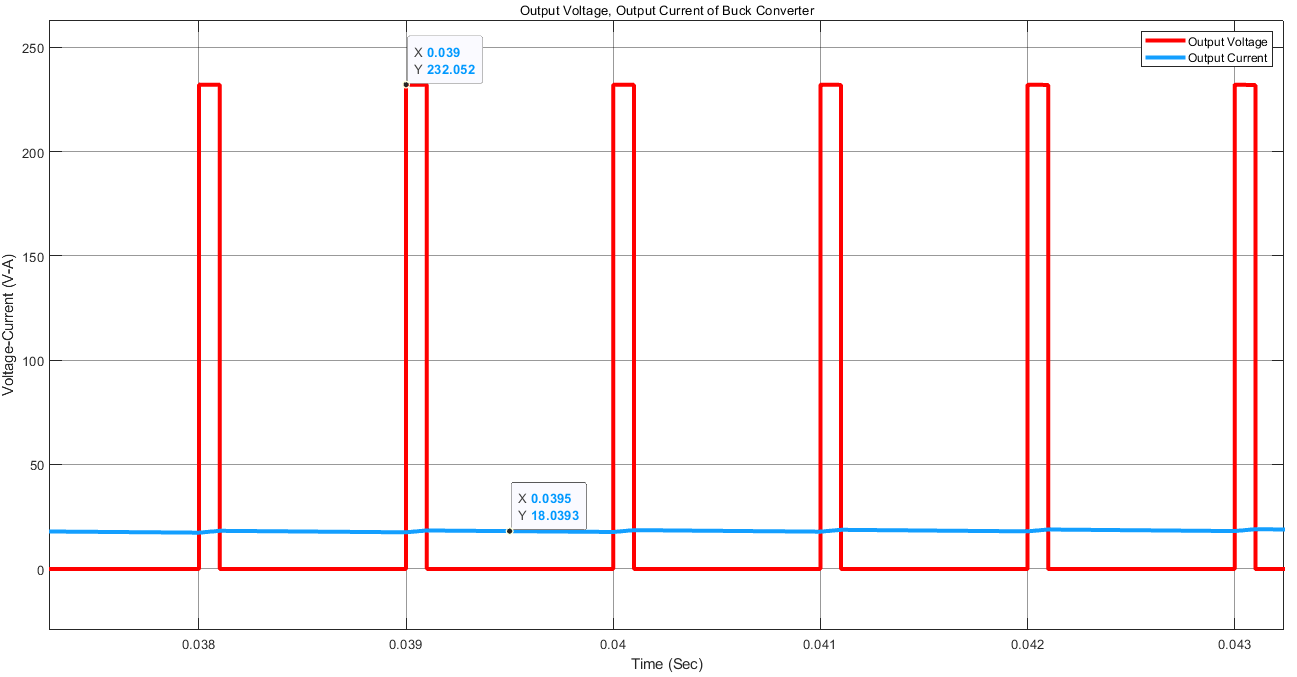 Output Voltage, Output Current of Buck Converter
Output Voltage
Output Current
X 0.039
Y 232.052
X 0.0395
Y 18.0393
250
200
150
100
50
0
Voltage-Current (V-A)
0.038
0.039
0.04
0.041
0.042
0.043
Time (Sec)